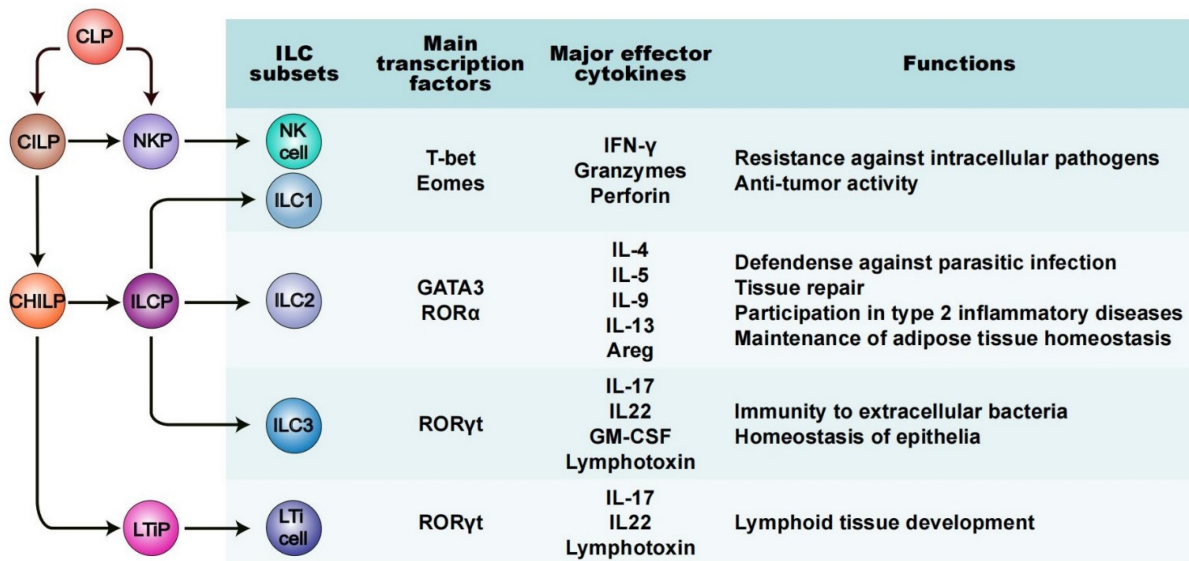 CLP
CILP
NKP
CHILP
ILCP
LTiP
ILC
subsets
Main
transcription
factors
Major effector
cytokines
Functions
NK
cell
ILC1
T-bet
Eomes
IFN-γ
Granzymes
Perforin
Resistance against intracellular pathogens
Anti-tumor activity
ILC2
GATA3
RORα
IL-4
IL-5
IL-9
IL-13
Areg
Defendense against parasitic infection
Tissue repair
Participation in type 2 inflammatory diseases
Maintenance of adipose tissue homeostasis
ILC3
RORγt
IL-17
IL22
GM-CSF
Lymphotoxin
Immunity to extracellular bacteria
Homeostasis of epithelia
LTi
cell
RORγt
IL-17
IL22
Lymphotoxin
Lymphoid tissue development